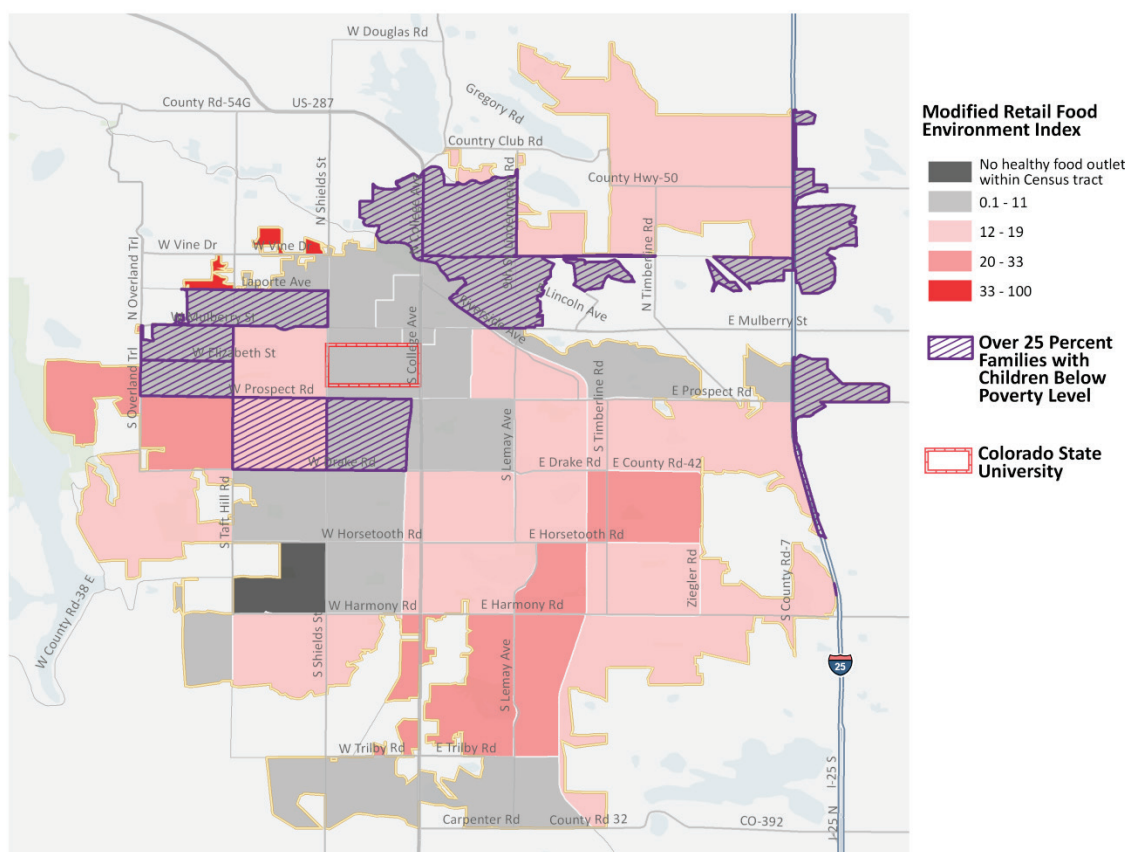 W Douglas Rd
Gregory Rd
County Rd-54G
US-287
Country Club Rd
N Shields St
County Hwy-50
N College Ave
W Vine Dr
W Vine Dr
N Overland Trl
N Timberline Rd
Laporte Ave
E Lincoln Ave
Riverside Ave
W Mulberry St
E Mulberry St
W Elizabeth St
S College Ave
S Overland Trl
W Prospect Rd
E Prospect Rd
S Timberline Rd
S Lemay Ave
W Drake Rd
E Drake Rd
E County Rd-42
S Taft Hill Rd
W Horsetooth Rd
E Horsetooth Rd
Ziegler Rd
S County Rd-7
W County Rd-38 E
W Harmony Rd
E Harmony Rd
S Shields St
S Lemay Ave
25
W Trilby Rd
E Trilby Rd
I-25 S
I-25 N
Carpenter Rd
County Rd 32
CO-392
Modified Retail Food
Environment Index
No healthy food outlet
within Census tract
0.1 - 11
12 - 19
20 - 33
33 - 100
Over 25 Percent
Families with
Children Below
Poverty Level
Colorado State
University